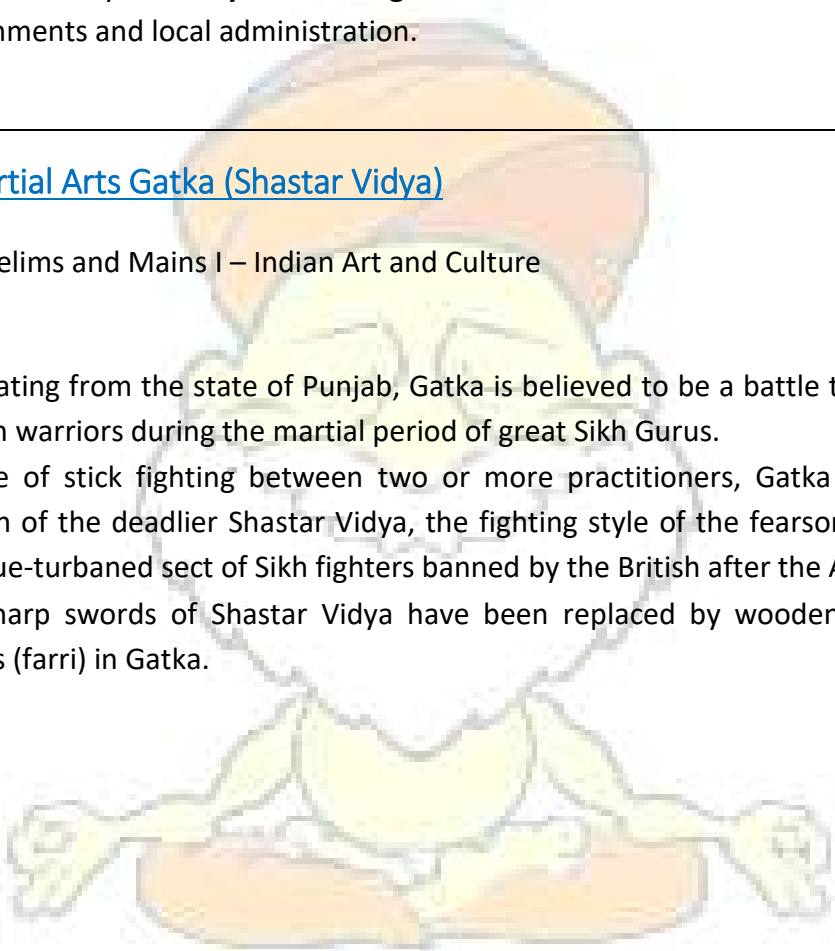 nments and local administration.
rtial Arts Gatka (Shastar Vidya)
elims and Mains I – Indian Art and Culture
ating from the state of Punjab, Gatka is believed to be a battle t
n warriors during the martial period of great Sikh Gurus.
e of stick fighting between two or more practitioners, Gatka
n of the deadlier Shastar Vidya, the fighting style of the fearson
ue-turbaned sect of Sikh fighters banned by the British after the A
harp swords of Shastar Vidya have been replaced by wooden
s (farri) in Gatka.